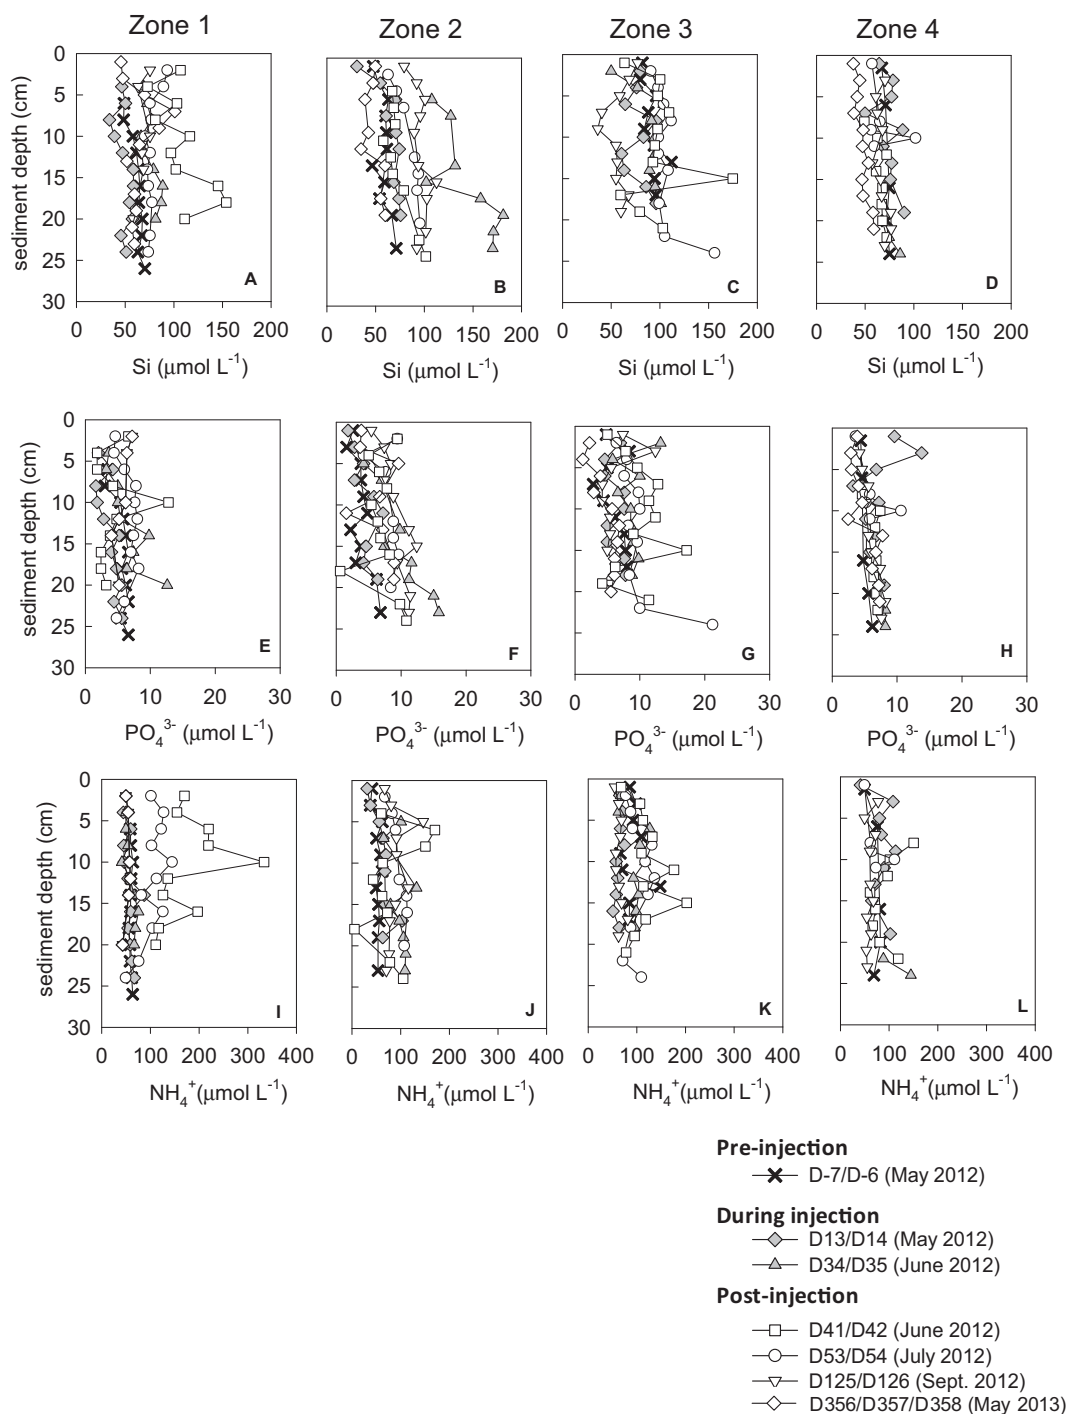 Zone 1 Zone 2 Zone 3 Zone 4
sediment depth (cm)
0
5
10
15
20
25
30
A B C D
0 50 100 150 200 0 50 100 150 200 0 50 100 150 200 0 50 100 150 200
Si (μmol L⁻¹) Si (μmol L⁻¹) Si (μmol L⁻¹) Si (μmol L⁻¹)
sediment depth (cm)
0
5
10
15
20
25
30
E F G H
0 10 20 30 0 10 20 30 0 10 20 30 0 10 20 30
PO₄³⁻ (μmol L⁻¹) PO₄³⁻ (μmol L⁻¹) PO₄³⁻ (μmol L⁻¹) PO₄³⁻ (μmol L⁻¹)
sediment depth (cm)
0
5
10
15
20
25
30
I J K L
0 100 200 300 400 0 100 200 300 400 0 100 200 300 400 0 100 200 300 400
NH₄⁺(μmol L⁻¹) NH₄⁺(μmol L⁻¹) NH₄⁺(μmol L⁻¹) NH₄⁺(μmol L⁻¹)
Pre-injection
D-7/D-6 (May 2012)
During injection
D13/D14 (May 2012)
D34/D35 (June 2012)
Post-injection
D41/D42 (June 2012)
D53/D54 (July 2012)
D125/D126 (Sept. 2012)
D356/D357/D358 (May 2013)